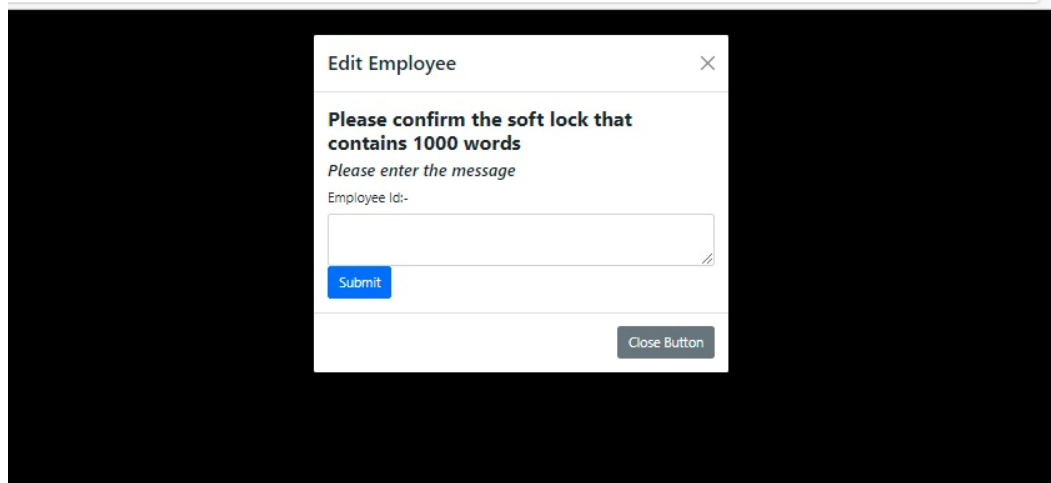 Edit Employee
Please confirm the soft lock that
contains 1000 words
Please enter the message
Employee Id:-
Submit
Close Button